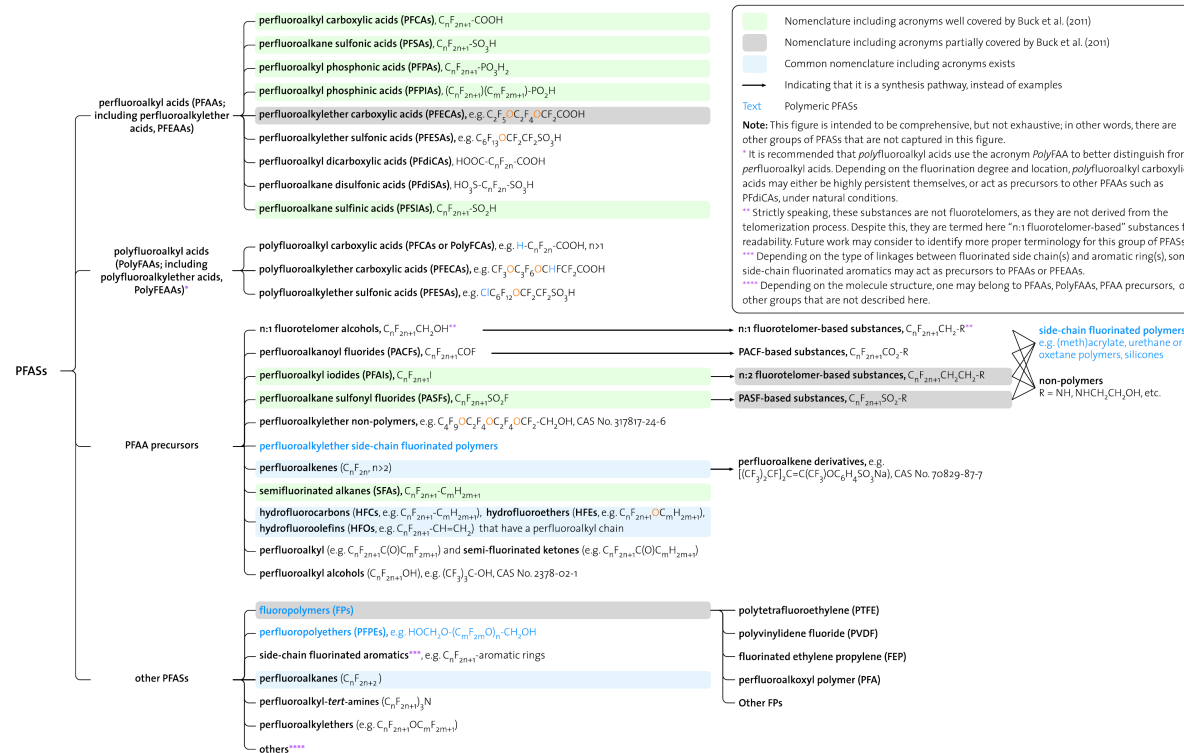 perfluoroalkyl carboxylic acids (PFCAs), CnF2n+1-COOH
perfluoroalkane sulfonic acids (PFSAs), CnF2n+1-SO3H
perfluoroalkyl phosphonic acids (PFPAs), CnF2n+1-PO3H2
perfluoroalkyl phosphinic acids (PFPIAs), (CnF2n+1)(CmF2m+1)-PO2H
perfluoroalkylether carboxylic acids (PFECAs), e.g. C2F5OC2F4OCF2COOH
perfluoroalkylether sulfonic acids (PFESAs), e.g. C6F13OCF2CF2SO3H
perfluoroalkyl dicarboxylic acids (PFdiCAs), HOOC-CnF2n-COOH
perfluoroalkane disulfonic acids (PFdiSAs), HO3S-CnF2n-SO3H
perfluoroalkane sulfinic acids (PFSIAs), CnF2n+1-SO2H
perfluoroalkyl acids (PFAAs;
including perfluoroalkylether
acids, PFEAAs)
polyfluoroalkyl acids
(PolyFAAs; including
polyfluoroalkylether acids,
PolyFEAAs)*
polyfluoroalkyl carboxylic acids (PFCAs or PolyFCAs), e.g. H-CnF2n-COOH, n>1
polyfluoroalkylether carboxylic acids (PFECAs), e.g. CF3OC3F6OCHFCF2COOH
polyfluoroalkylether sulfonic acids (PFESAs), e.g. ClC6F12OCF2CF2SO3H
Nomenclature including acronyms well covered by Buck et al. (2011)
Nomenclature including acronyms partially covered by Buck et al. (2011)
Common nomenclature including acronyms exists
Indicating that it is a synthesis pathway, instead of examples
Text Polymeric PFASs
Note: This figure is intended to be comprehensive, but not exhaustive; in other words, there are
other groups of PFASs that are not captured in this figure.
* It is recommended that polyfluoroalkyl acids use the acronym PolyFAA to better distinguish from
perfluoroalkyl acids. Depending on the fluorination degree and location, polyfluoroalkyl carboxylic
acids may either be highly persistent themselves, or act as precursors to other PFAAs such as
PFdiCAs, under natural conditions.
** Strictly speaking, these substances are not fluorotelomers, as they are not derived from the
telomerization process. Despite this, they are termed here "n:1 fluorotelomer-based" substances f
readability. Future work may consider to identify more proper terminology for this group of PFASs
*** Depending on the type of linkages between fluorinated side chain(s) and aromatic ring(s), som
side-chain fluorinated aromatics may act as precursors to PFAAs or PFEAAs.
**** Depending on the molecule structure, one may belong to PFAAs, PolyFAAs, PFAA precursors, o
other groups that are not described here.
PFASs
PFAA precursors
n:1 fluorotelomer alcohols, CnF2n+1CH2OH**
perfluoroalkanoyl fluorides (PACFs), CnF2n+1COF
perfluoroalkyl iodides (PFAIs), CnF2n+1I
perfluoroalkane sulfonyl fluorides (PASFs), CnF2n+1SO2F
perfluoroalkylether non-polymers, e.g. C4F9OC2F4OC2F4OCF2-CH2OH, CAS No. 317817-24-6
perfluoroalkylether side-chain fluorinated polymers
perfluoroalkenes (CnF2n, n>2)
semifluorinated alkanes (SFAs), CnF2n+1-CmH2m+1
hydrofluorocarbons (HFCs, e.g. CnF2n+1-CmH2m+1), hydrofluoroethers (HFEs, e.g. CnF2n+1OCmH2m+1),
hydrofluoroolefins (HFOs, e.g. CnF2n+1-CH=CH2) that have a perfluoroalkyl chain
perfluoroalkyl (e.g. CnF2n+1C(O)CmF2m+1) and semi-fluorinated ketones (e.g. CnF2n+1C(O)CmH2m+1)
perfluoroalkyl alcohols (CnF2n+1OH), e.g. (CF3)3C-OH, CAS No. 2378-02-1
n:1 fluorotelomer-based substances, CnF2n+1CH2-R**
PACF-based substances, CnF2n+1CO2-R
n:2 fluorotelomer-based substances, CnF2n+1CH2CH2-R
PASF-based substances, CnF2n+1SO2-R
perfluoroalkene derivatives, e.g.
[(CF3)2CF]2C=C(CF3)OC6H4SO3Na), CAS No. 70829-87-7
side-chain fluorinated polymers
e.g. (meth)acrylate, urethane or
oxetane polymers, silicones
non-polymers
R = NH, NHCH2CH2OH, etc.
other PFASs
fluoropolymers (FPs)
perfluoropolyethers (PFPEs), e.g. HOCH2O-(CmF2mO)n-CH2OH
side-chain fluorinated aromatics***, e.g. CnF2n+1-aromatic rings
perfluoroalkanes (CnF2n+2)
perfluoroalkyl-tert-amines (CnF2n+1)3N
perfluoroalkylethers (e.g. CnF2n+1OCmF2m+1)
others****
polytetrafluoroethylene (PTFE)
polyvinylidene fluoride (PVDF)
fluorinated ethylene propylene (FEP)
perfluoroalkoxyl polymer (PFA)
Other FPs